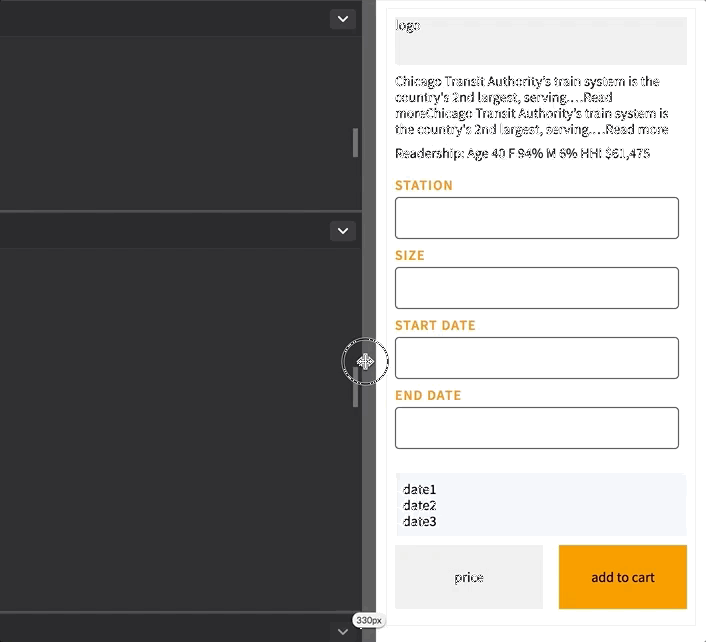 logo
Chicago Transit Authority's train system is the
country's 2nd largest, serving....Read
moreChicago Transit Authority's train system is
the country's 2nd largest, serving....Read more
Readership: Age 40 F 94% M 6% HHI $61,475
STATION
SIZE
START DATE
END DATE
date1
date2
date3
price
add to cart
330px